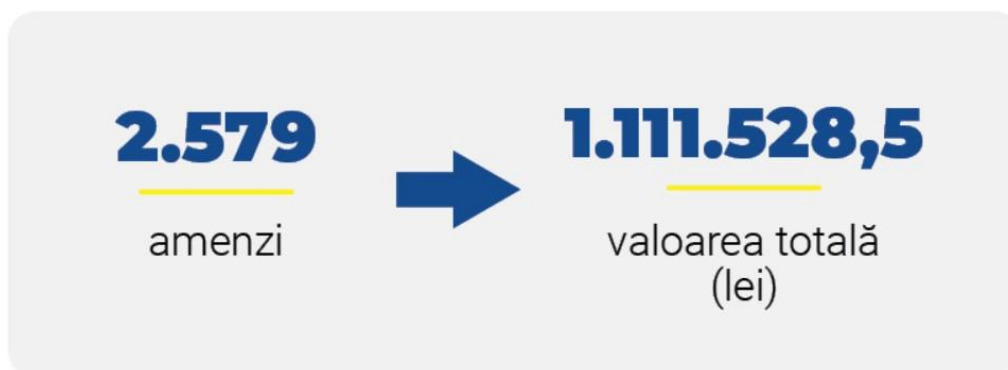 2.579
amenzi
1.111.528,5
valoarea totală
(lei)